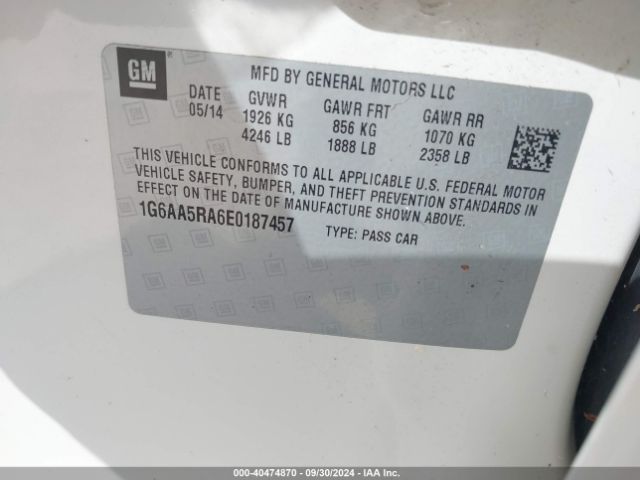 GM
MFD BY GENERAL MOTORS LLC
DATE GVWR GAWR FRT GAWR RR
05/14 1926 KG 856 KG 1070 KG
4246 LB 1888 LB 2358 LB
THIS VEHICLE CONFORMS TO ALL APPLICABLE U.S. FEDERAL MOTOR
VEHICLE SAFETY, BUMPER, AND THEFT PREVENTION STANDARDS IN
EFFECT ON THE DATE OF MANUFACTURE SHOWN ABOVE.
1G6AA5RA6E0187457 TYPE: PASS CAR
000-40474870 - 09/30/2024 - IAA Inc.